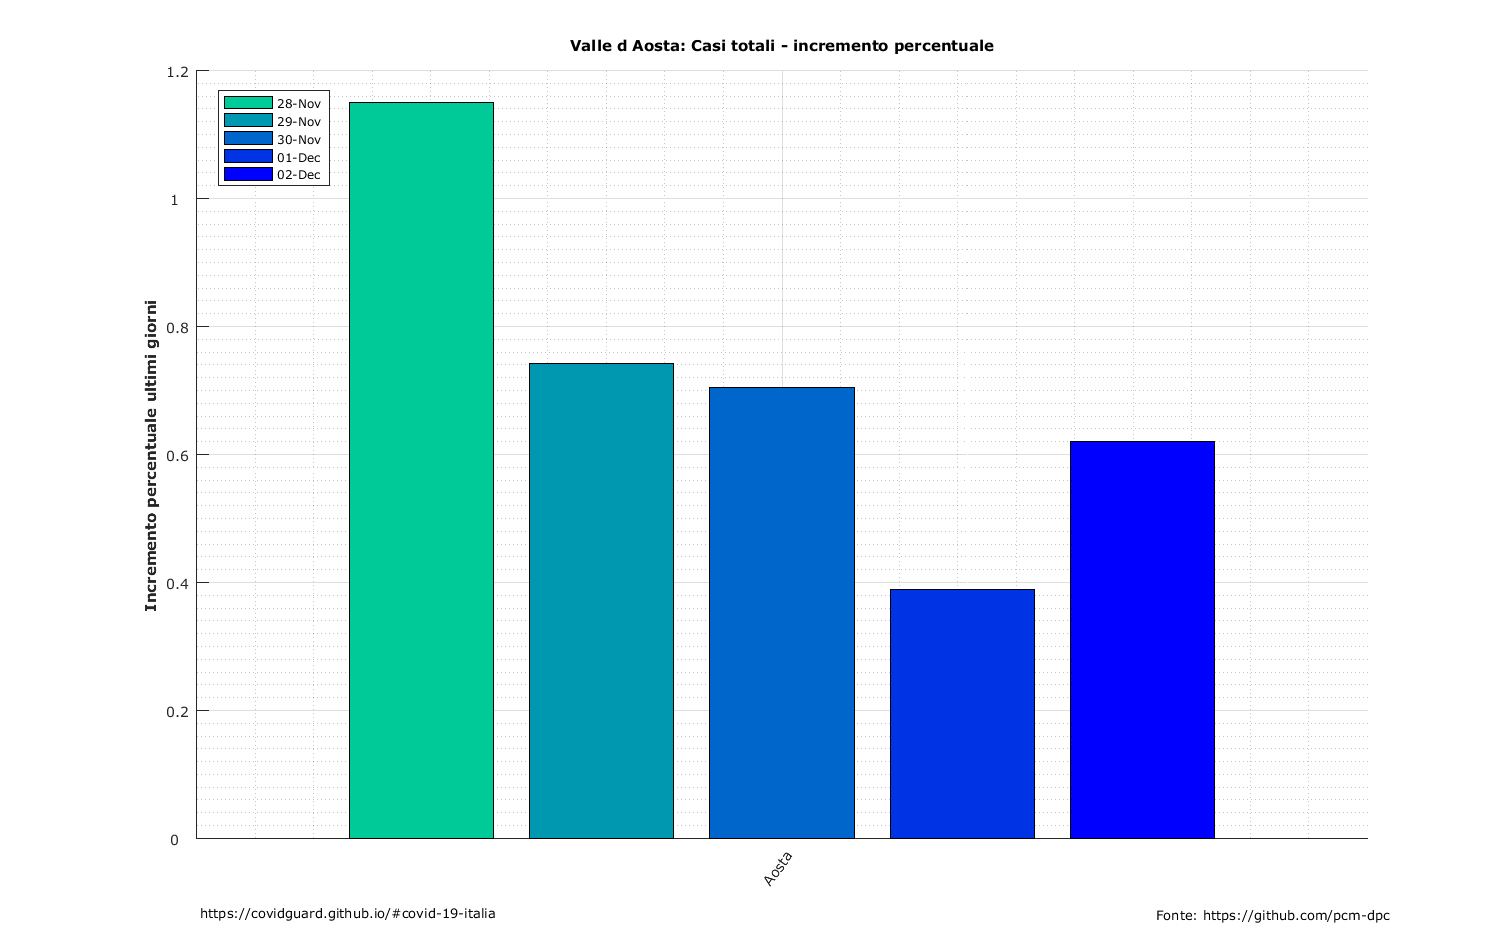 Valle d Aosta: Casi totali - incremento percentuale
1.2
1
0.8
0.6
0.4
0.2
0
Incremento percentuale ultimi giorni
28-Nov
29-Nov
30-Nov
01-Dec
02-Dec
Aosta
https://covidguard.github.io/#covid-19-italia
Fonte: https://github.com/pcm-dpc